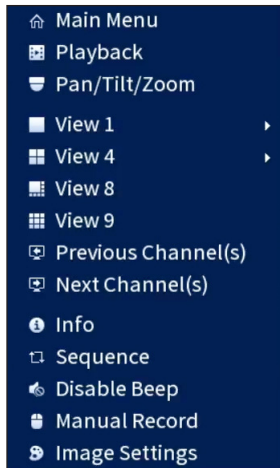 Main Menu
Playback
Pan/Tilt/Zoom
View 1
View 4
View 8
View 9
Previous Channel(s)
Next Channel(s)
Info
Sequence
Disable Beep
Manual Record
Image Settings